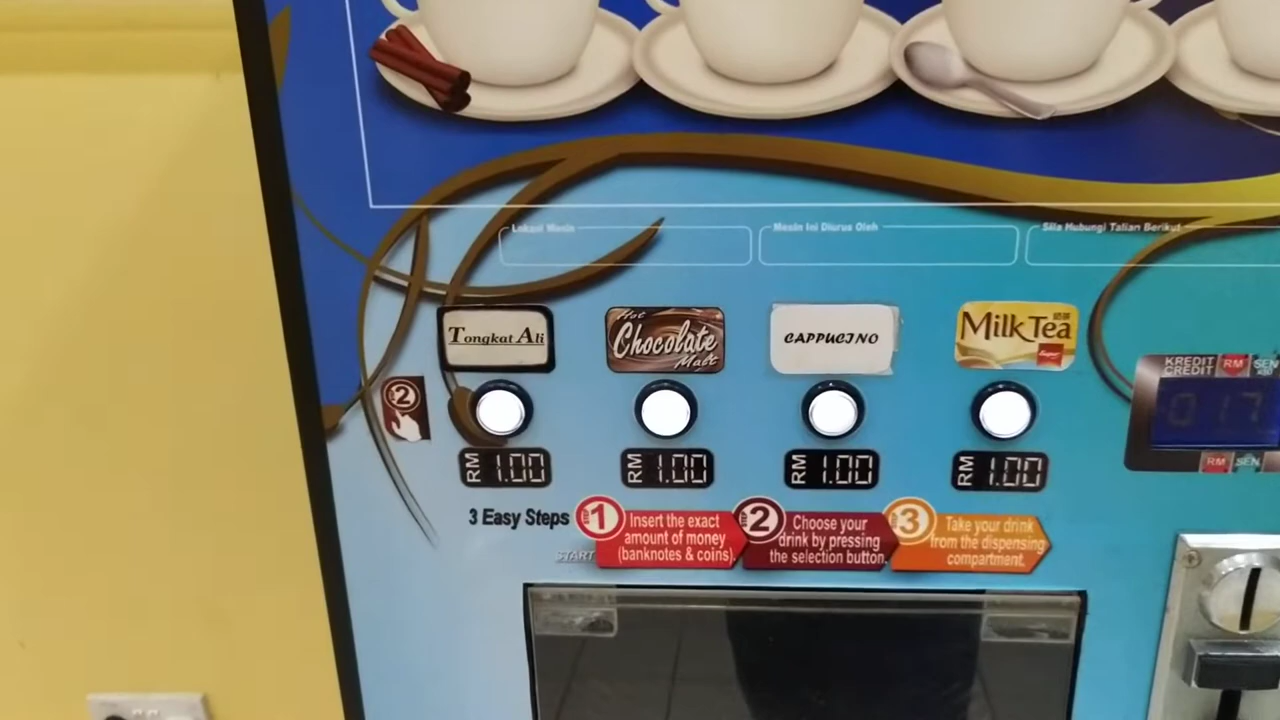 Lokasi Mesin
Mesin Ini Diurus Oleh
Sila Hubungi Talian Berikut
Tongkat Ali
Hot
Chocolate
Malt
CAPPUCINO
Milk Tea
Super
KREDIT
CREDIT
RM
SEN
2
017
RM 1.00
RM 1.00
RM 1.00
RM 1.00
RM
SEN
3 Easy Steps
START
1
Insert the exact
amount of money
(banknotes & coins)
2
Choose your
drink by pressing
the selection button.
3
Take your drink
from the dispensing
compartment.